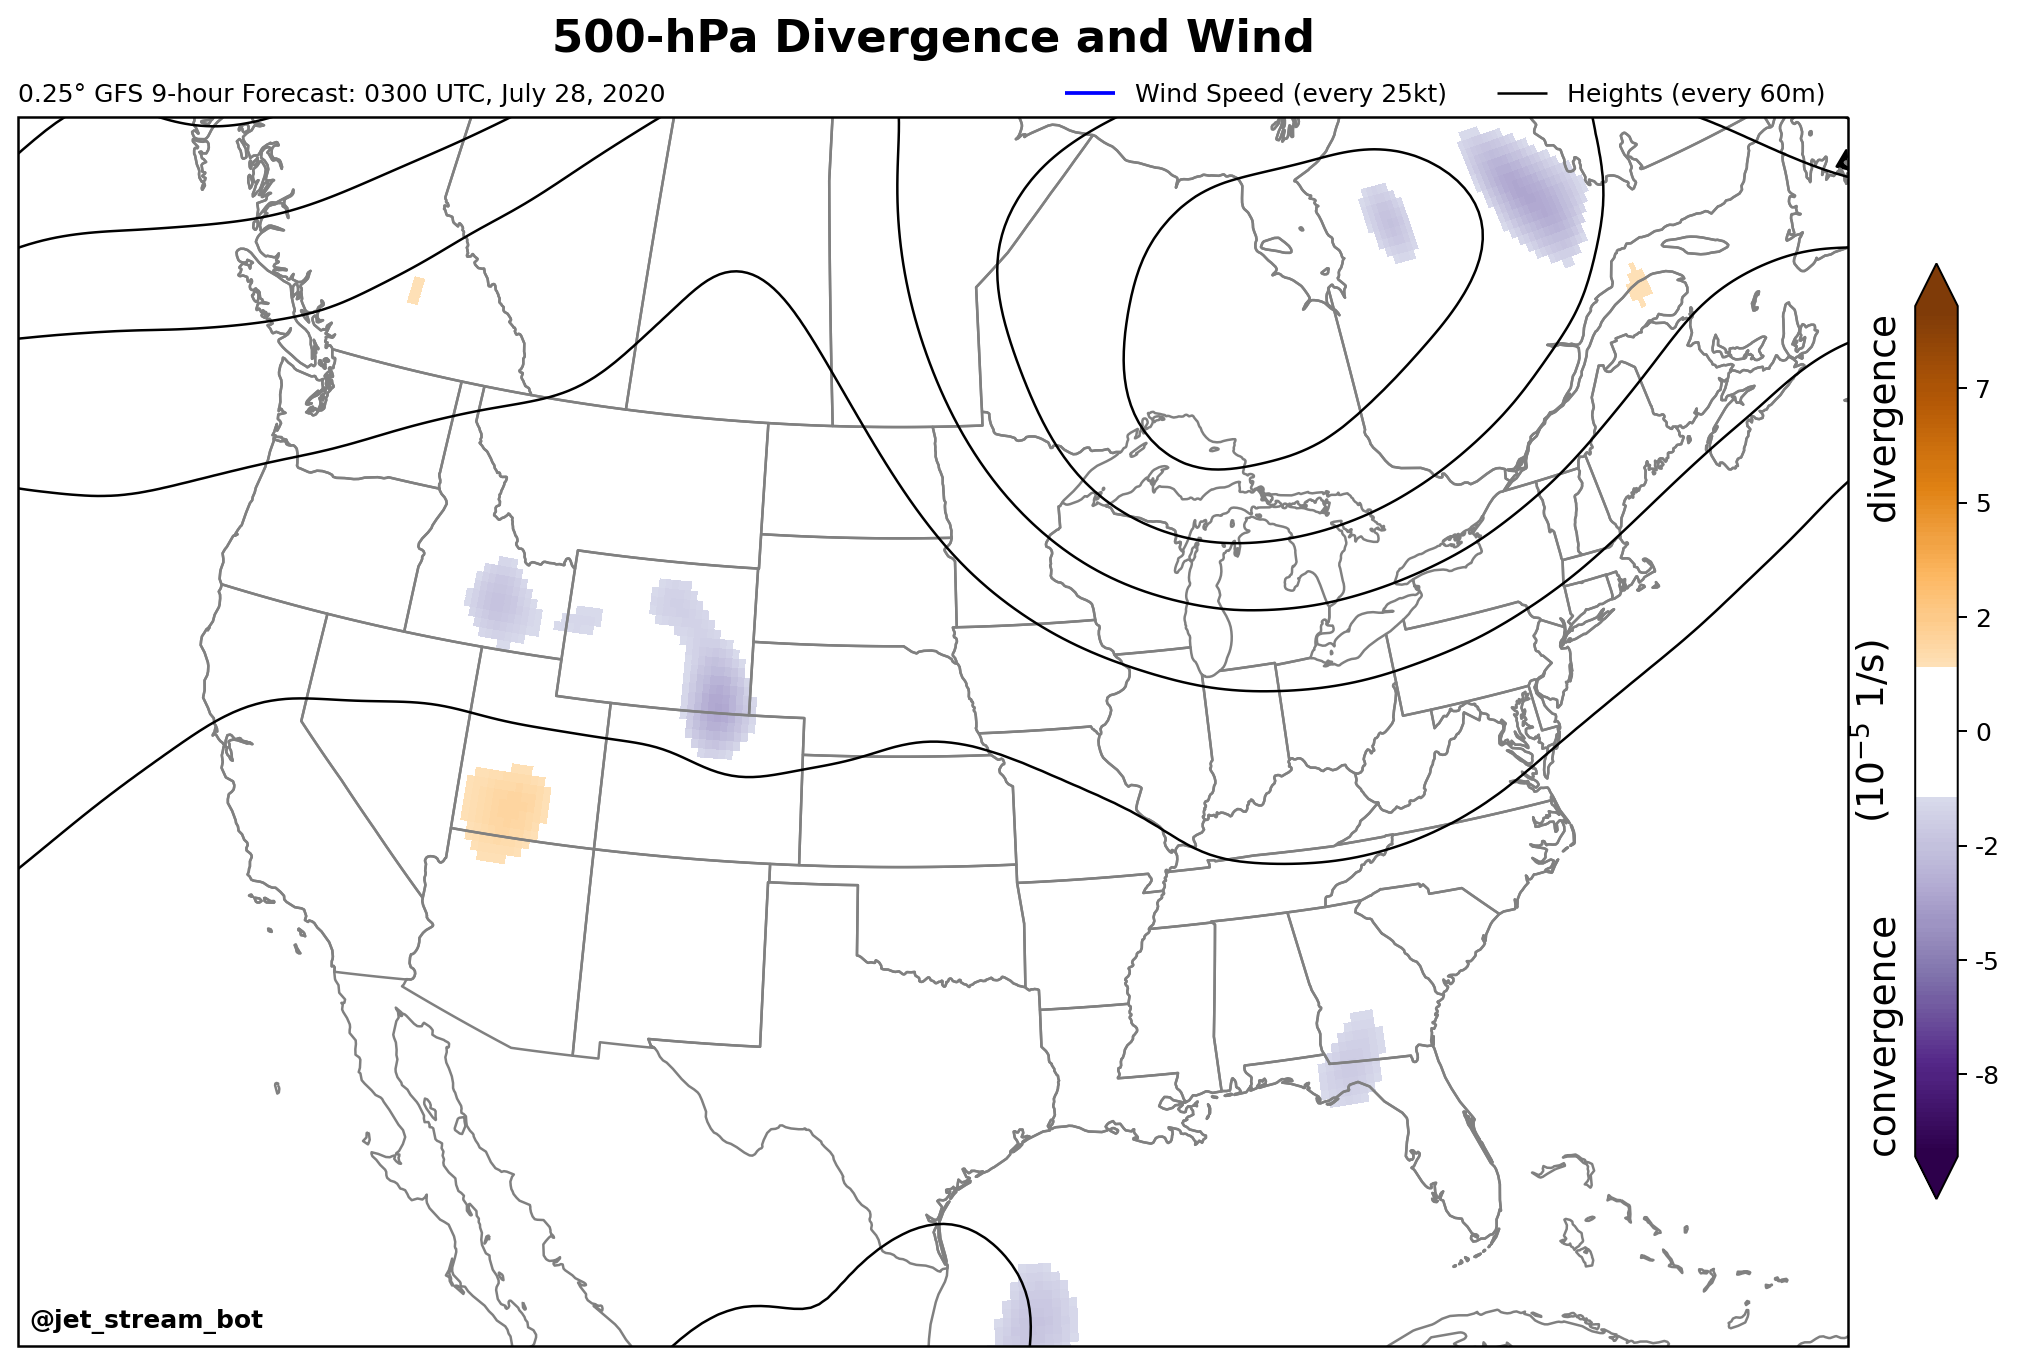 500-hPa Divergence and Wind
0.25° GFS 9-hour Forecast: 0300 UTC, July 28, 2020
Wind Speed (every 25kt)
Heights (every 60m)
divergence
(10⁻⁵ 1/s)
convergence
7
5
2
0
-2
-5
-8
@jet_stream_bot